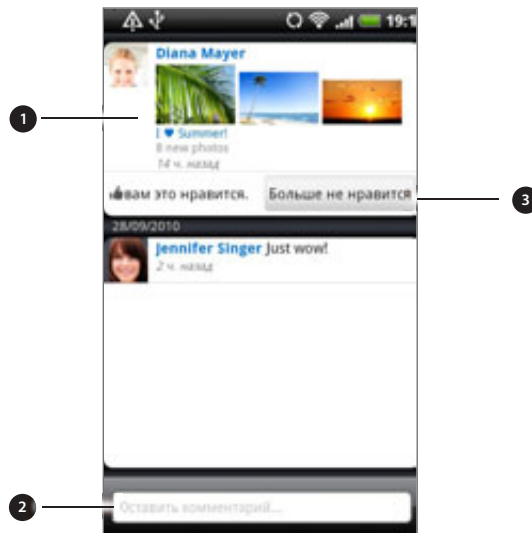 19:1
Diana Mayer
1
I ♥ Summer!
8 new photos
14 ч. назад
вам это нравится.
Больше не нравится
3
28/09/2010
Jennifer Singer Just wow!
2 ч. назад
2
Оставить комментарий...